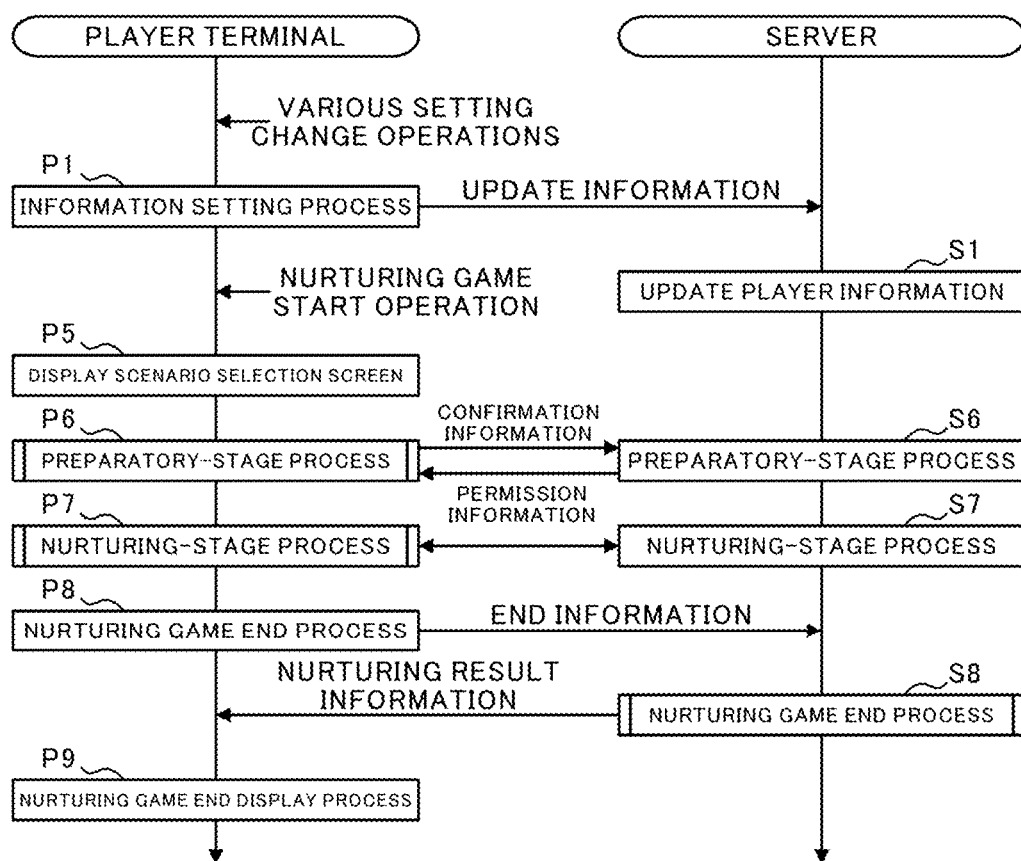 PLAYER TERMINAL
SERVER
VARIOUS SETTING
CHANGE OPERATIONS
P1
INFORMATION SETTING PROCESS
UPDATE INFORMATION
S1
UPDATE PLAYER INFORMATION
NURTURING GAME
START OPERATION
P5
DISPLAY SCENARIO SELECTION SCREEN
P6
PREPARATORY-STAGE PROCESS
CONFIRMATION
INFORMATION
S6
PREPARATORY-STAGE PROCESS
PERMISSION
INFORMATION
P7
NURTURING-STAGE PROCESS
S7
NURTURING-STAGE PROCESS
P8
NURTURING GAME END PROCESS
END INFORMATION
NURTURING RESULT
INFORMATION
S8
NURTURING GAME END PROCESS
P9
NURTURING GAME END DISPLAY PROCESS